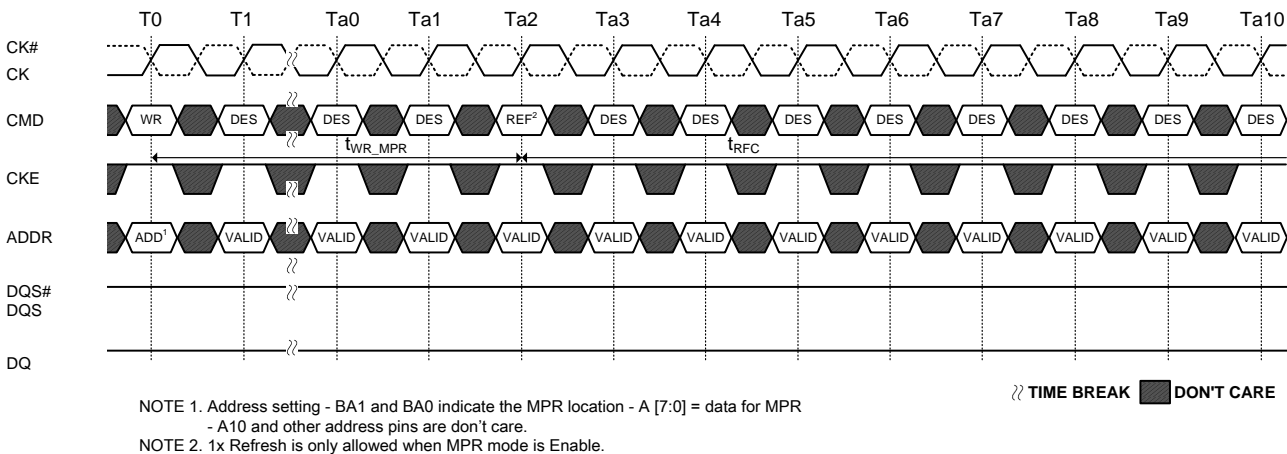 T0 T1 Ta0 Ta1 Ta2 Ta3 Ta4 Ta5 Ta6 Ta7 Ta8 Ta9 Ta10
CK#
CK
CMD WR DES DES DES REF² DES DES DES DES DES DES DES DES
tWR_MPR tRFC
CKE
ADDR ADD¹ VALID VALID VALID VALID VALID VALID VALID VALID VALID VALID VALID VALID
DQS#
DQS
DQ
TIME BREAK DON'T CARE
NOTE 1. Address setting - BA1 and BA0 indicate the MPR location - A [7:0] = data for MPR
- A10 and other address pins are don't care.
NOTE 2. 1x Refresh is only allowed when MPR mode is Enable.